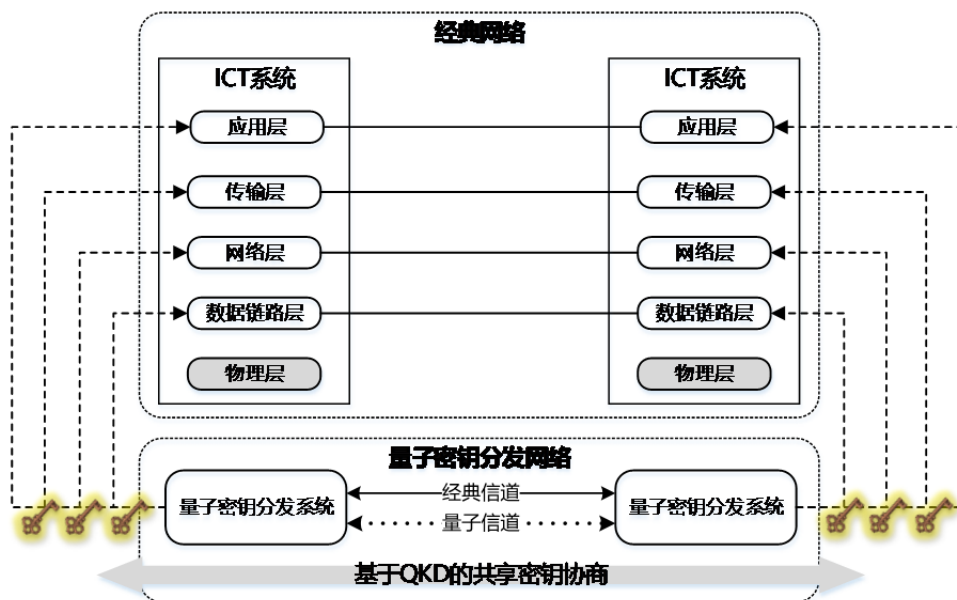 经典网络
ICT系统
ICT系统
应用层
应用层
传输层
传输层
网络层
网络层
数据链路层
数据链路层
物理层
物理层
量子密钥分发网络
量子密钥分发系统
经典信道
量子密钥分发系统
量子信道
基于QKD的共享密钥协商